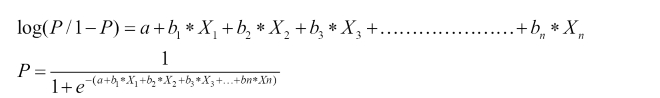 log(P/1−P) = a + b₁ * X₁ + b₂ * X₂ + b₃ * X₃ + ………………… + bₙ * Xₙ
P = 1 / 1 + e^−(a+b₁*X₁+b₂*X₂+b₃*X₃+...+bn*Xn)